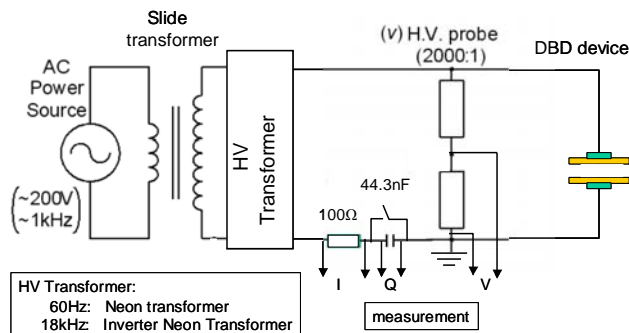 Slide
transformer
AC
Power
Source
(~200V
~1kHz)
HV
Transformer
(v) H.V. probe
(2000:1)
DBD device
44.3nF
100Ω
I
Q
V
measurement
HV Transformer:
60Hz: Neon transformer
18kHz: Inverter Neon Transformer